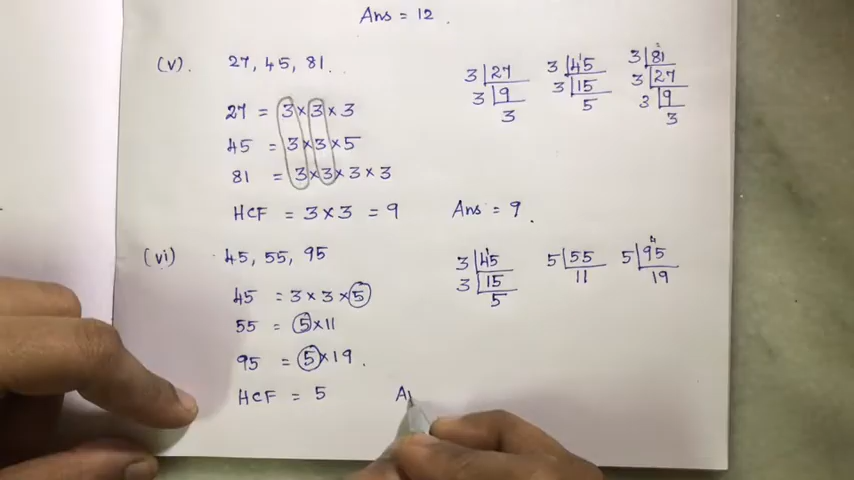 Ans = 12.
(v). 27, 45, 81.
3 27 3 45 3 81
3 9 3 15 3 27
3 5 3 9
3
27 = 3 × 3 × 3
45 = 3 × 3 × 5
81 = 3 × 3 × 3 × 3
HCF = 3 × 3 = 9 Ans = 9.
(vi) 45, 55, 95
3 45 5 55 5 95
3 15 11 19
5
45 = 3 × 3 × 5
55 = 5 × 11
95 = 5 × 19.
HCF = 5 A